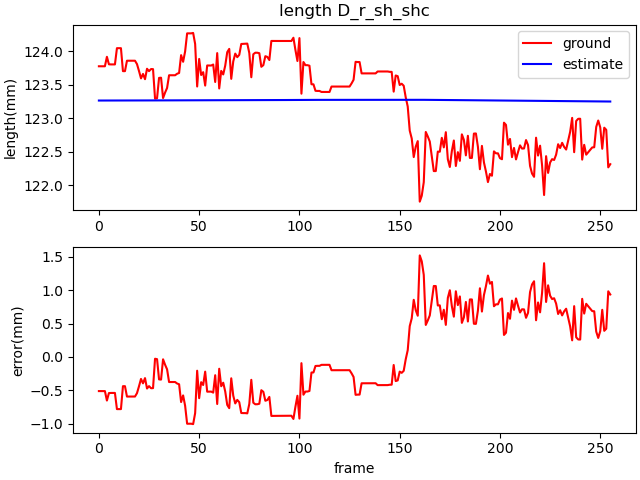 length D_r_sh_shc
length(mm)
124.0
123.5
123.0
122.5
122.0
ground
estimate
0 50 100 150 200 250
error(mm)
1.5
1.0
0.5
0.0
−0.5
−1.0
0 50 100 150 200 250
frame